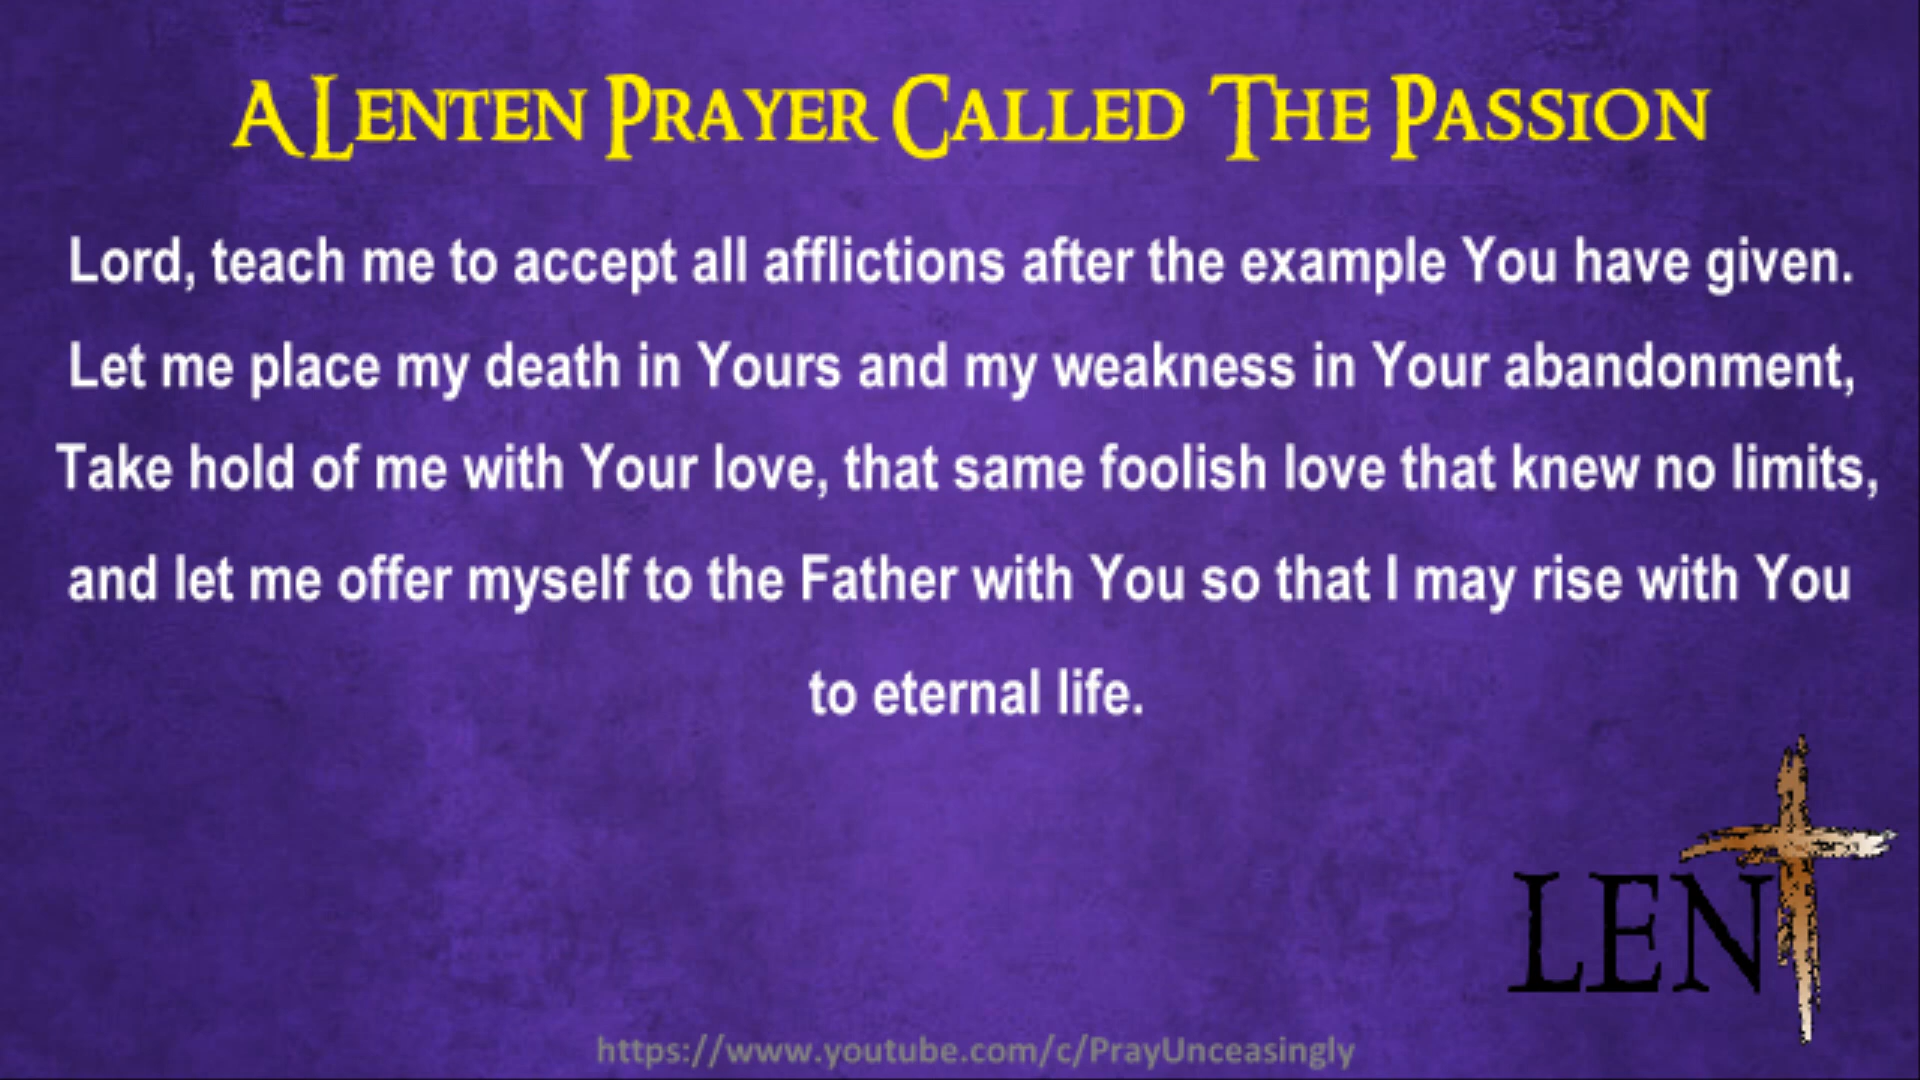 A Lenten Prayer Called The Passion
Lord, teach me to accept all afflictions after the example You have given.
Let me place my death in Yours and my weakness in Your abandonment,
Take hold of me with Your love, that same foolish love that knew no limits,
and let me offer myself to the Father with You so that I may rise with You
to eternal life.
LENT
https://www.youtube.com/c/PrayUnceasingly